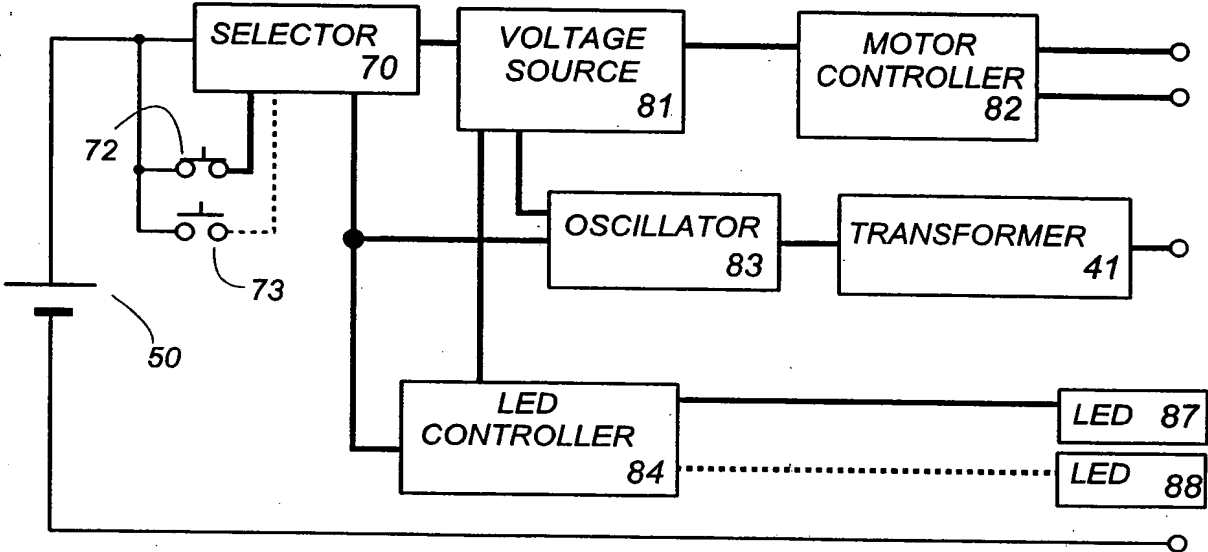 SELECTOR
70
VOLTAGE
SOURCE
81
MOTOR
CONTROLLER
82
72
73
50
OSCILLATOR
83
TRANSFORMER
41
LED
CONTROLLER
84
LED 87
LED 88